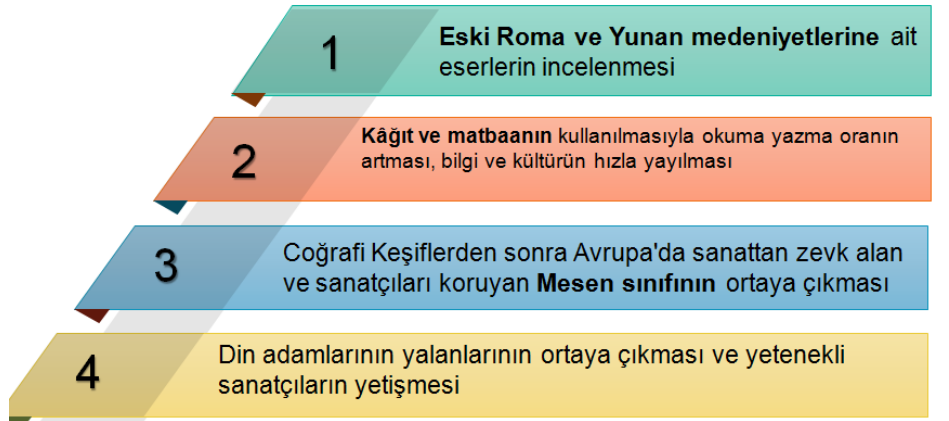 1
Eski Roma ve Yunan medeniyetlerine ait
eserlerin incelenmesi
2
Kâğıt ve matbaanın kullanılmasıyla okuma yazma oranın
artması, bilgi ve kültürün hızla yayılması
3
Coğrafi Keşiflerden sonra Avrupa'da sanattan zevk alan
ve sanatçıları koruyan Mesen sınıfının ortaya çıkması
4
Din adamlarının yalanlarının ortaya çıkması ve yetenekli
sanatçıların yetişmesi